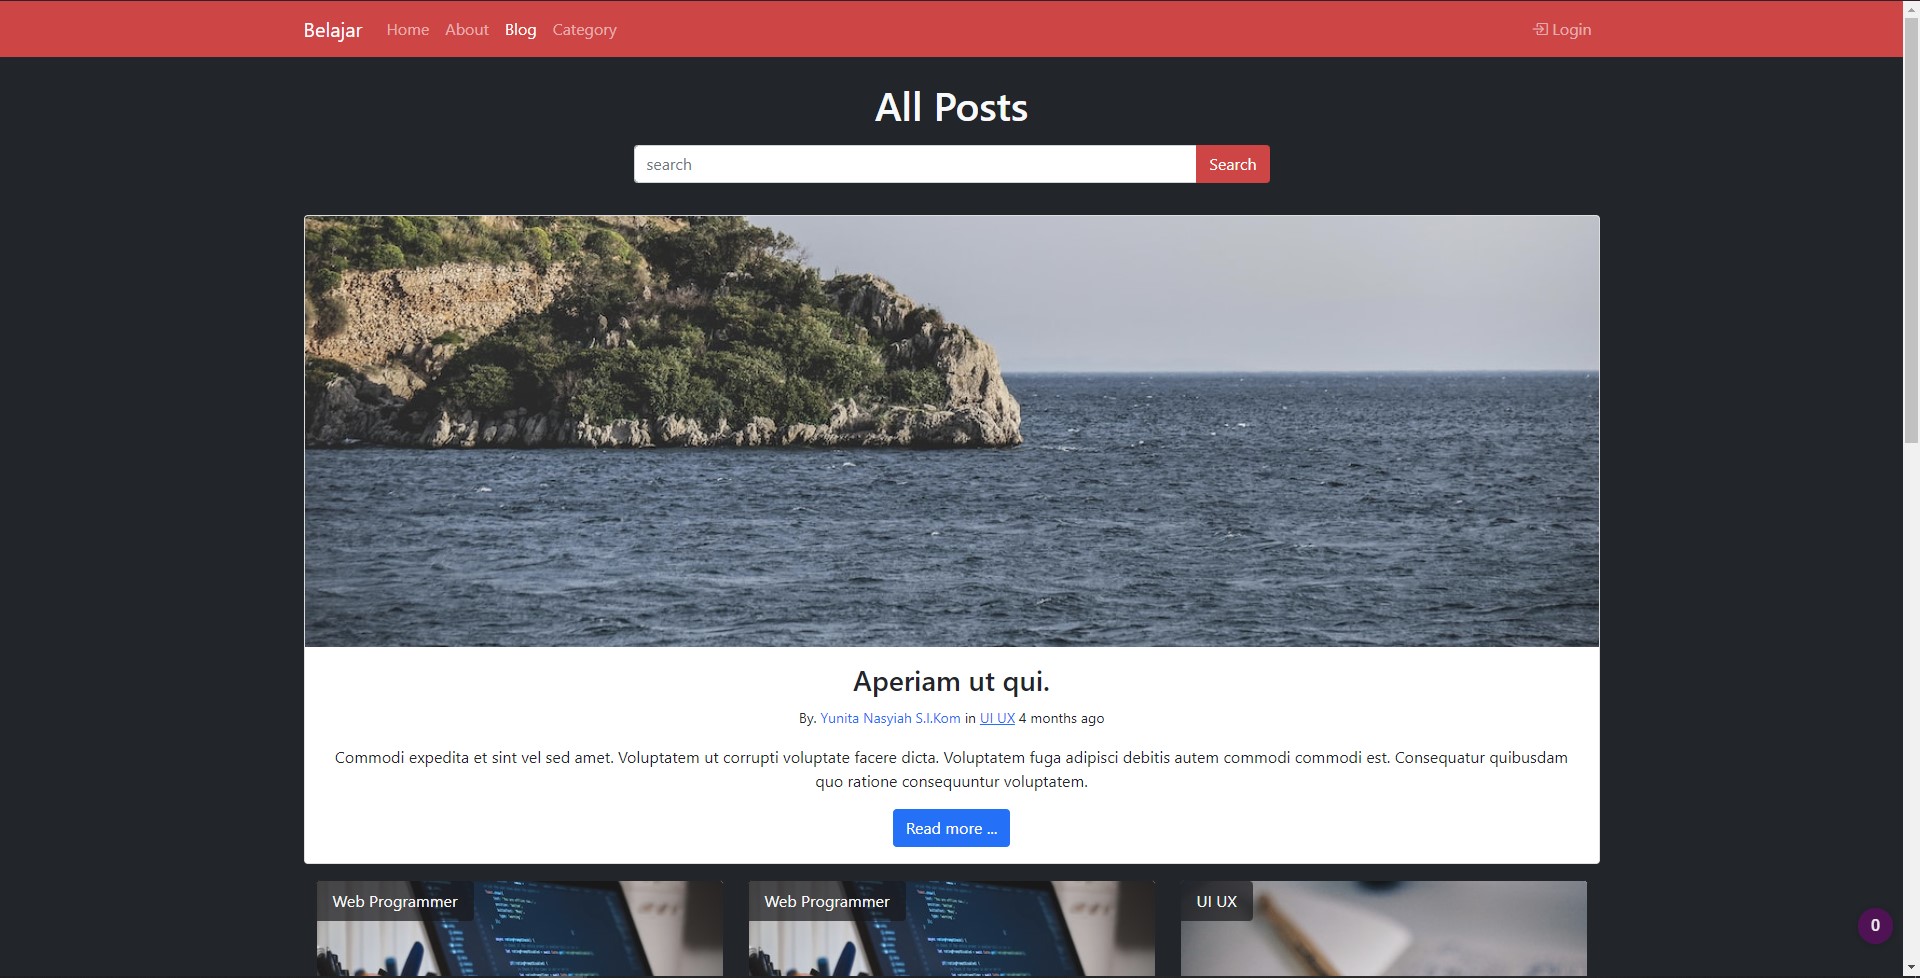 Belajar Home About Blog Category Login
All Posts
search Search
Aperiam ut qui.
By. Yunita Nasyiah S.I.Kom in UI UX 4 months ago
Commodi expedita et sint vel sed amet. Voluptatem ut corrupti voluptate facere dicta. Voluptatem fuga adipisci debitis autem commodi commodi est. Consequatur quibusdam
quo ratione consequuntur voluptatem.
Read more ...
Web Programmer Web Programmer UI UX
0